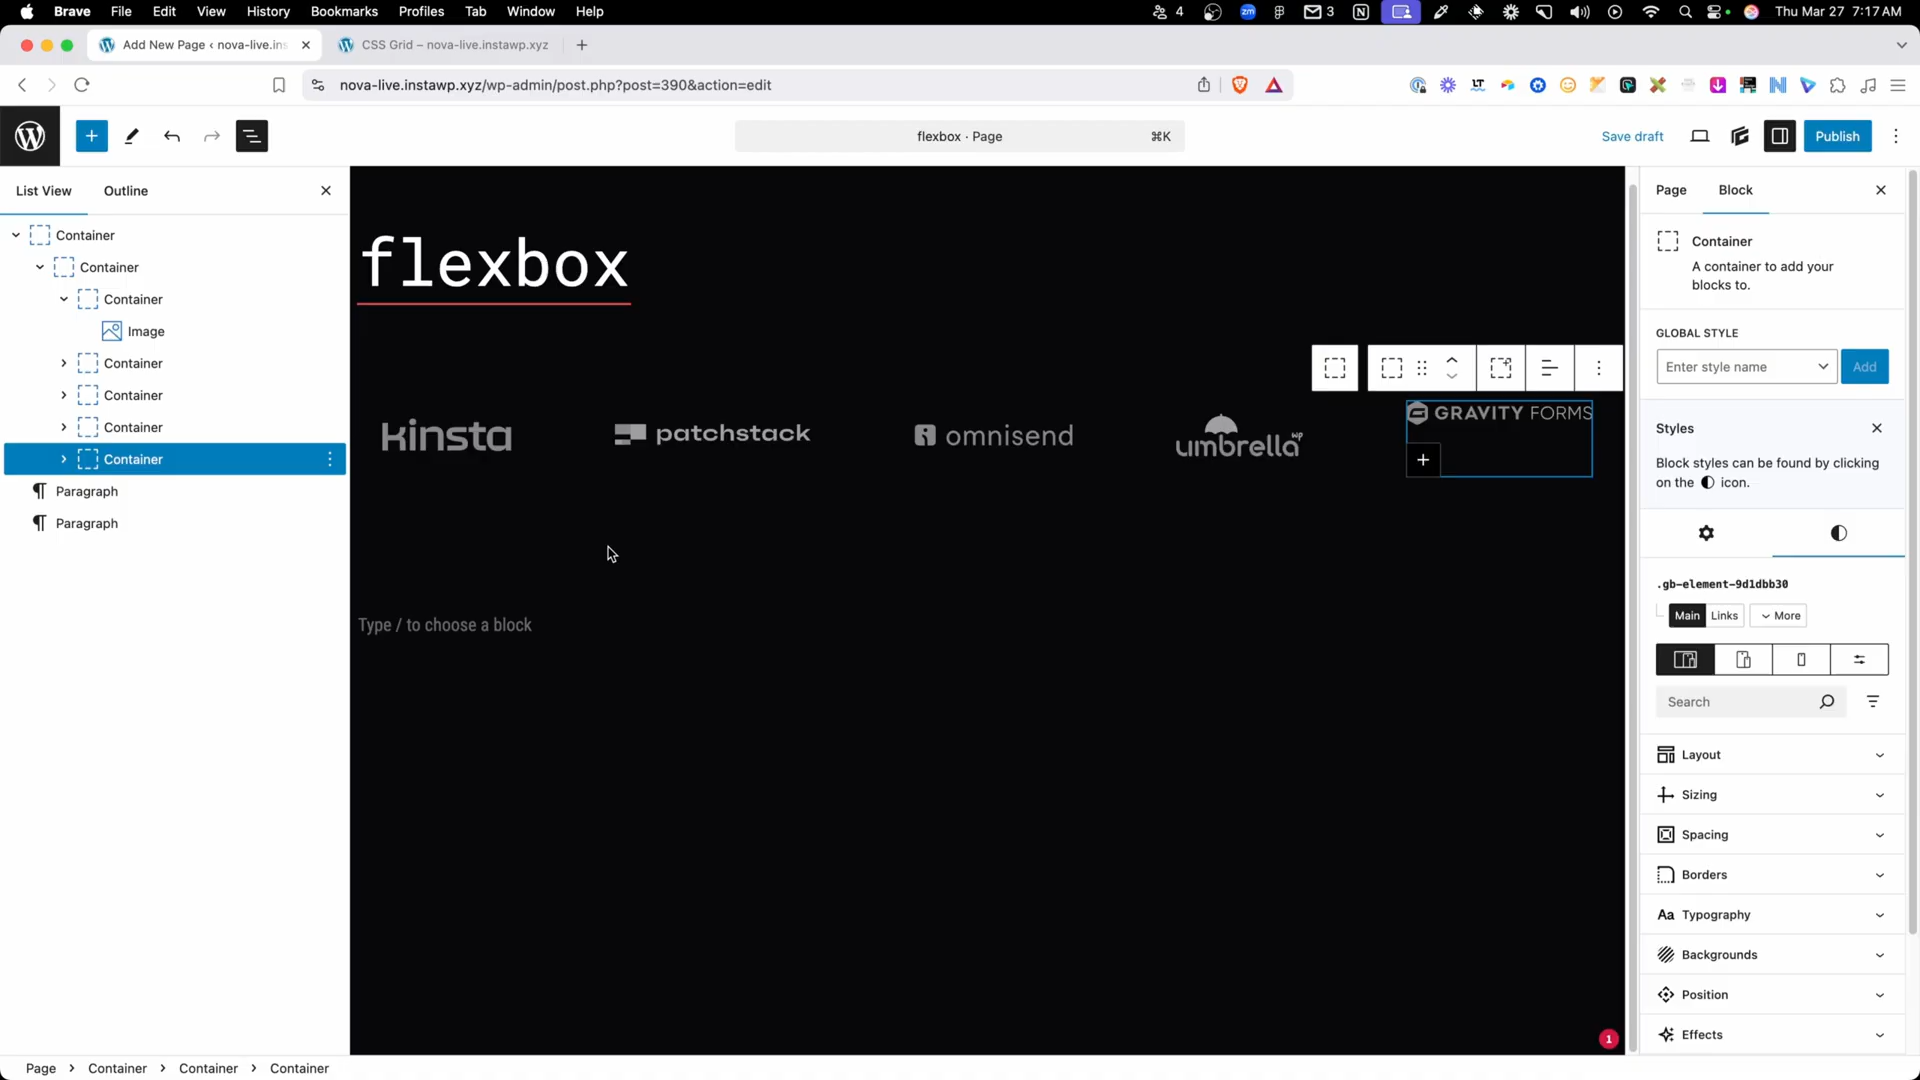 Brave File Edit View History Bookmarks Profiles Tab Window Help
4 zm 3 Thu Mar 27 7:17 AM
Add New Page ‹ nova-live.ins
CSS Grid – nova-live.instawp.xyz
nova-live.instawp.xyz/wp-admin/post.php?post=390&action=edit
flexbox · Page ⌘K
Save draft
Publish
List View Outline
Container
Container
Container
Image
Container
Container
Container
Container
Paragraph
Paragraph
flexbox
Kinsta
patchstack
omnisend
umbrella wp
GRAVITY FORMS
Type / to choose a block
1
Page Block
Container
A container to add your
blocks to.
GLOBAL STYLE
Enter style name
Add
Styles
Block styles can be found by clicking
on the icon.
.gb-element-9d1dbb30
Main Links More
Search
Layout
Sizing
Spacing
Borders
Aa Typography
Backgrounds
Position
Effects
Page › Container › Container › Container